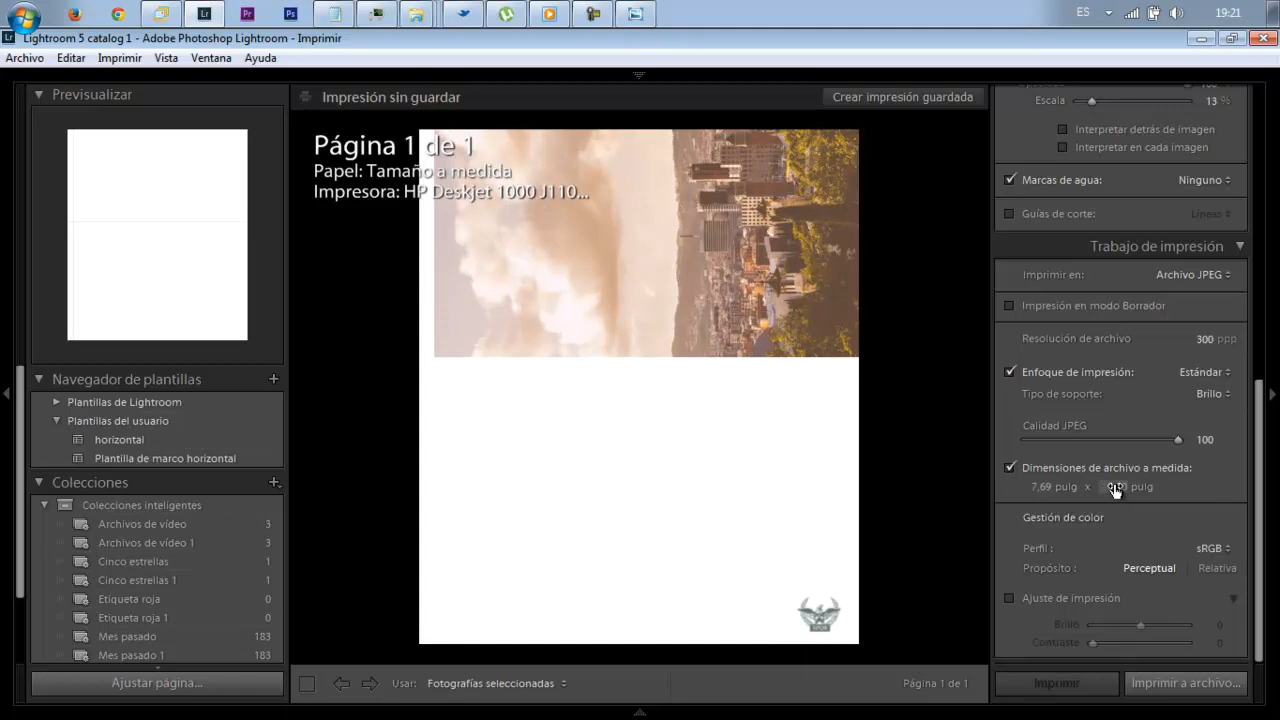 ES
19:21
Lightroom 5 catalog 1 - Adobe Photoshop Lightroom - Imprimir
Archivo Editar Imprimir Vista Ventana Ayuda
Previsualizar
Navegador de plantillas
Plantillas de Lightroom
Plantillas del usuario
horizontal
Plantilla de marco horizontal
Colecciones
Colecciones inteligentes
Archivos de vídeo 3
Archivos de vídeo 1 3
Cinco estrellas 1
Cinco estrellas 1 1
Etiqueta roja 0
Etiqueta roja 1 0
Mes pasado 183
Mes pasado 1 183
Ajustar página...
Impresión sin guardar
Crear impresión guardada
Página 1 de 1
Papel: Tamaño a medida
Impresora: HP Deskjet 1000 J110...
Usar: Fotografías seleccionadas
Página 1 de 1
Escala 13 %
Interpretar detrás de imagen
Interpretar en cada imagen
Marcas de agua: Ninguno
Guías de corte: Líneas
Trabajo de impresión
Imprimir en: Archivo JPEG
Impresión en modo Borrador
Resolución de archivo 300 ppp
Enfoque de impresión: Estándar
Tipo de soporte: Brillo
Calidad JPEG
100
Dimensiones de archivo a medida:
7,69 pulg x pulg
Gestión de color
Perfil : sRGB
Propósito : Perceptual Relativa
Ajuste de impresión
Brillo 0
Contraste 0
Imprimir
Imprimir a archivo...